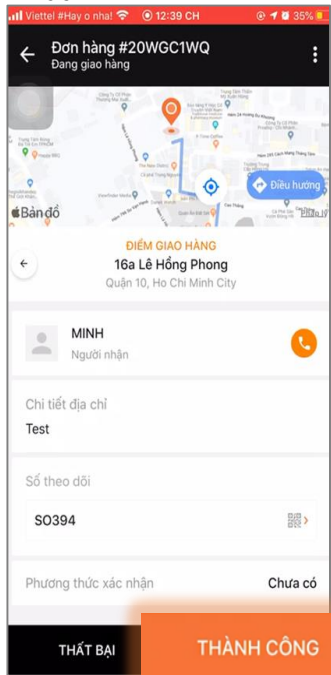 Viettel #Hay o nha!
12:39 CH
35%
Đơn hàng #20WGC1WQ
Đang giao hàng
Điều hướng
Bản đồ
Pháp lý
ĐIỂM GIAO HÀNG
16a Lê Hồng Phong
Quận 10, Ho Chi Minh City
MINH
Người nhận
Chi tiết địa chỉ
Test
Số theo dõi
SO394
Phương thức xác nhận
Chưa có
THẤT BẠI
THÀNH CÔNG